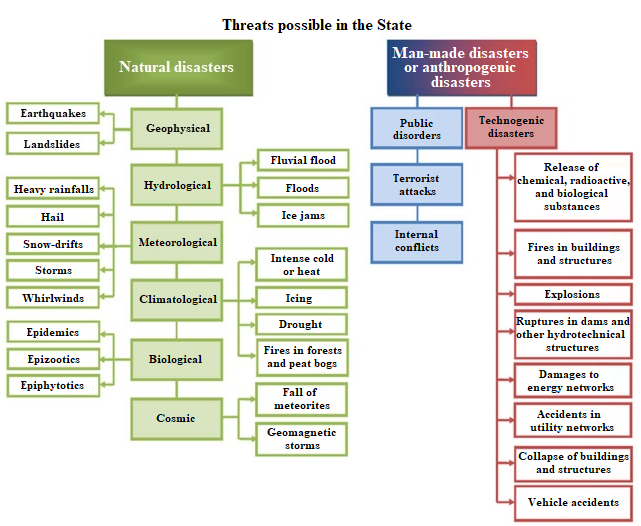 Threats possible in the State
Natural disasters
Man-made disasters
or anthropogenic
disasters
Earthquakes
Landslides
Geophysical
Hydrological
Fluvial flood
Floods
Ice jams
Heavy rainfalls
Hail
Snow-drifts
Storms
Whirlwinds
Meteorological
Climatological
Intense cold
or heat
Icing
Drought
Fires in forests
and peat bogs
Epidemics
Epizootics
Epiphytotics
Biological
Cosmic
Fall of
meteorites
Geomagnetic
storms
Public
disorders
Terrorist
attacks
Internal
conflicts
Technogenic
disasters
Release of
chemical, radioactive,
and biological
substances
Fires in buildings
and structures
Explosions
Ruptures in dams and
other hydrotechnical
structures
Damages to
energy networks
Accidents in
utility networks
Collapse of buildings
and structures
Vehicle accidents